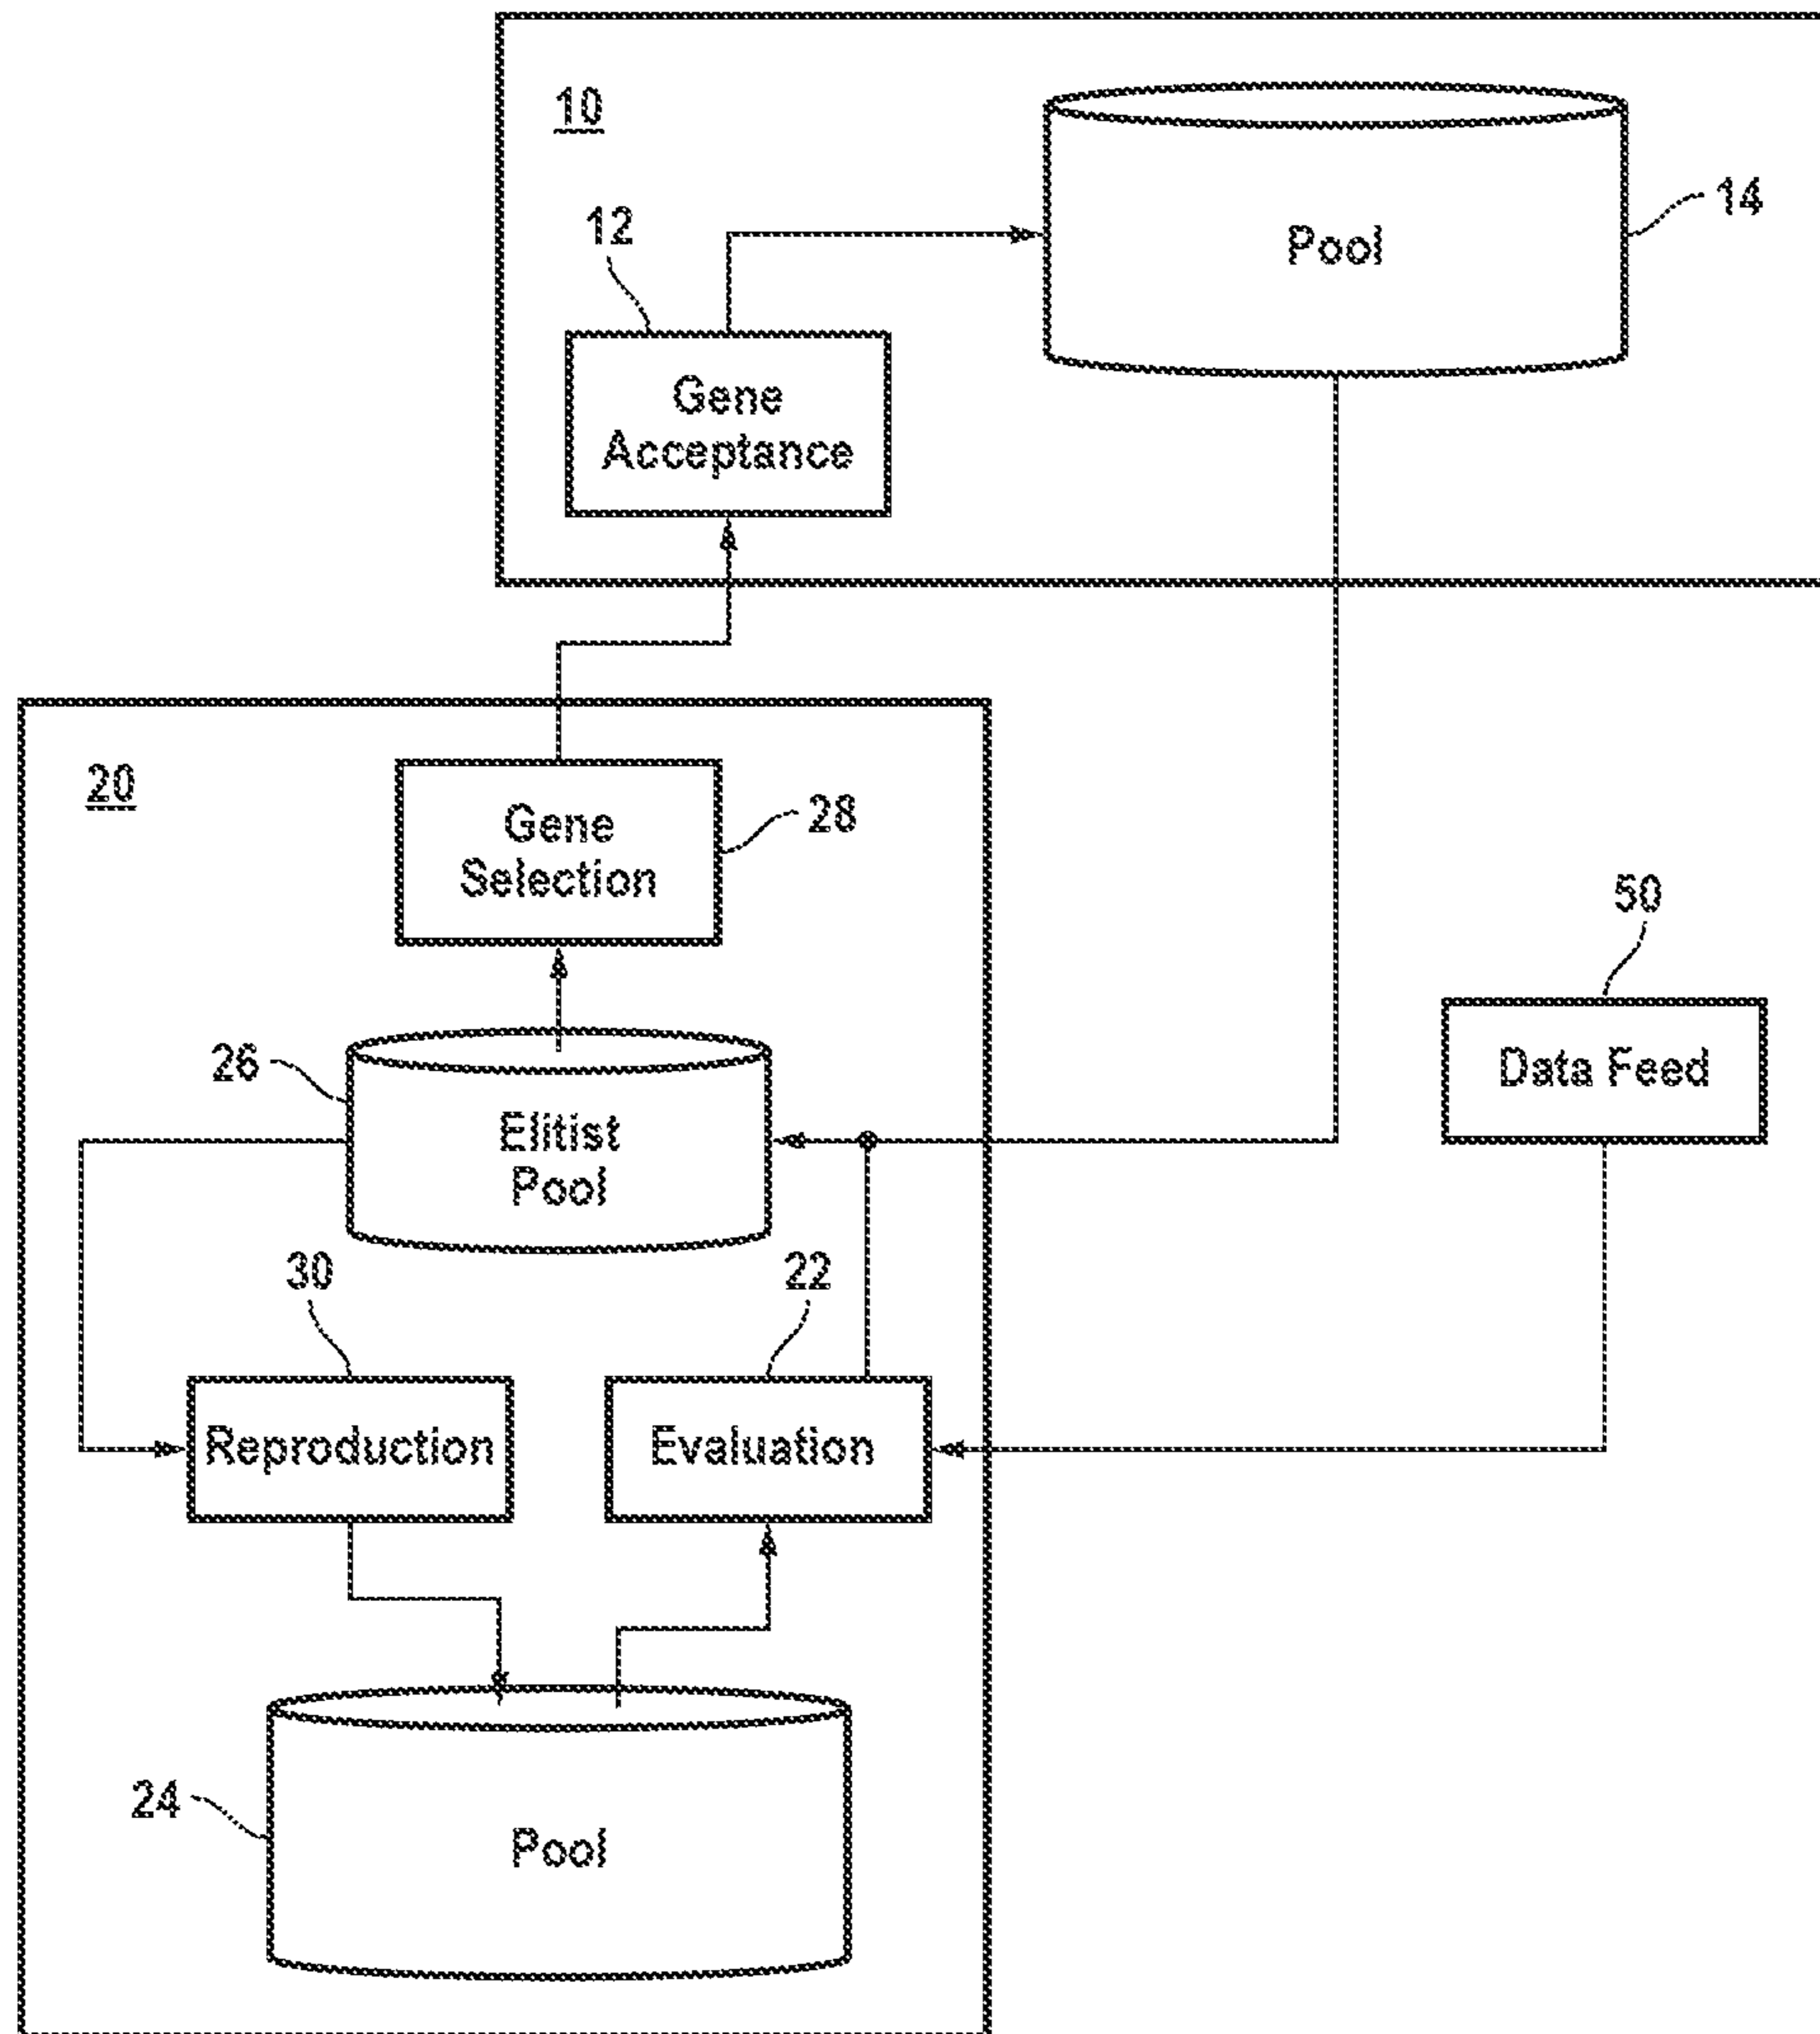 10
14
12
Pool
Gene
Acceptance
20
Gene
Selection
28
50
26
Data Feed
Elitist
Pool
30
22
Reproduction
Evaluation
24
Pool